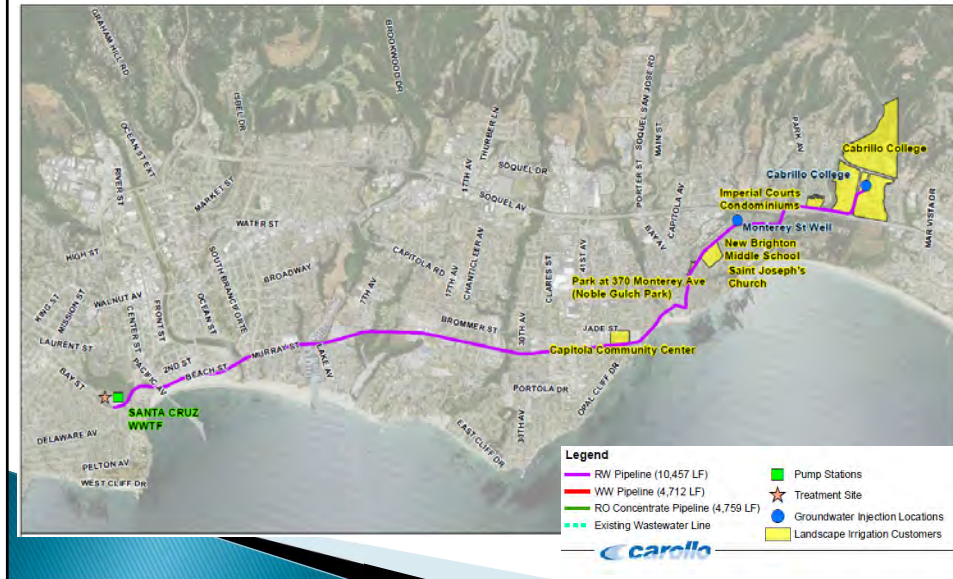 GRAHAM HILL RD
ISBEL DR
BROOKWOOD DR
OCEAN ST EXT
RIVER ST
MARKET ST
THURBER LN
17TH AV
SOQUEL DR
SOQUEL AV
SOQUEL SAN JOSE RD
MAIN ST
PORTER ST
PARK AV
Cabrillo College
Cabrillo College
Imperial Courts
Condominiums
MAR VISTA DR
WATER ST
HIGH ST
KING ST
MISSION ST
WALNUT AV
LAURENT ST
CENTER ST
FRONT ST
SOUTH BRANCIFORTE
OCEAN ST
BROADWAY
CAPITOLA RD
7TH AV
17TH AV
CHANTICLEER AV
CLARES ST
41ST AV
BAY AV
CAPITOLA AV
Monterey St Well
New Brighton
Middle School
Saint Joseph's
Church
Park at 370 Monterey Ave
(Noble Gulch Park)
BROMMER ST
30TH AV
JADE ST
Capitola Community Center
BAY ST
PACIFIC AV
2ND ST
BEACH ST
MURRAY ST
LAKE AV
PORTOLA DR
OPAL CLIFF DR
30TH AV
EAST CLIFF DR
SANTA CRUZ
WWTF
DELAWARE AV
PELTON AV
WEST CLIFF DR
Legend
RW Pipeline (10,457 LF)
WW Pipeline (4,712 LF)
RO Concentrate Pipeline (4,759 LF)
Existing Wastewater Line
Pump Stations
Treatment Site
Groundwater Injection Locations
Landscape Irrigation Customers
carollo